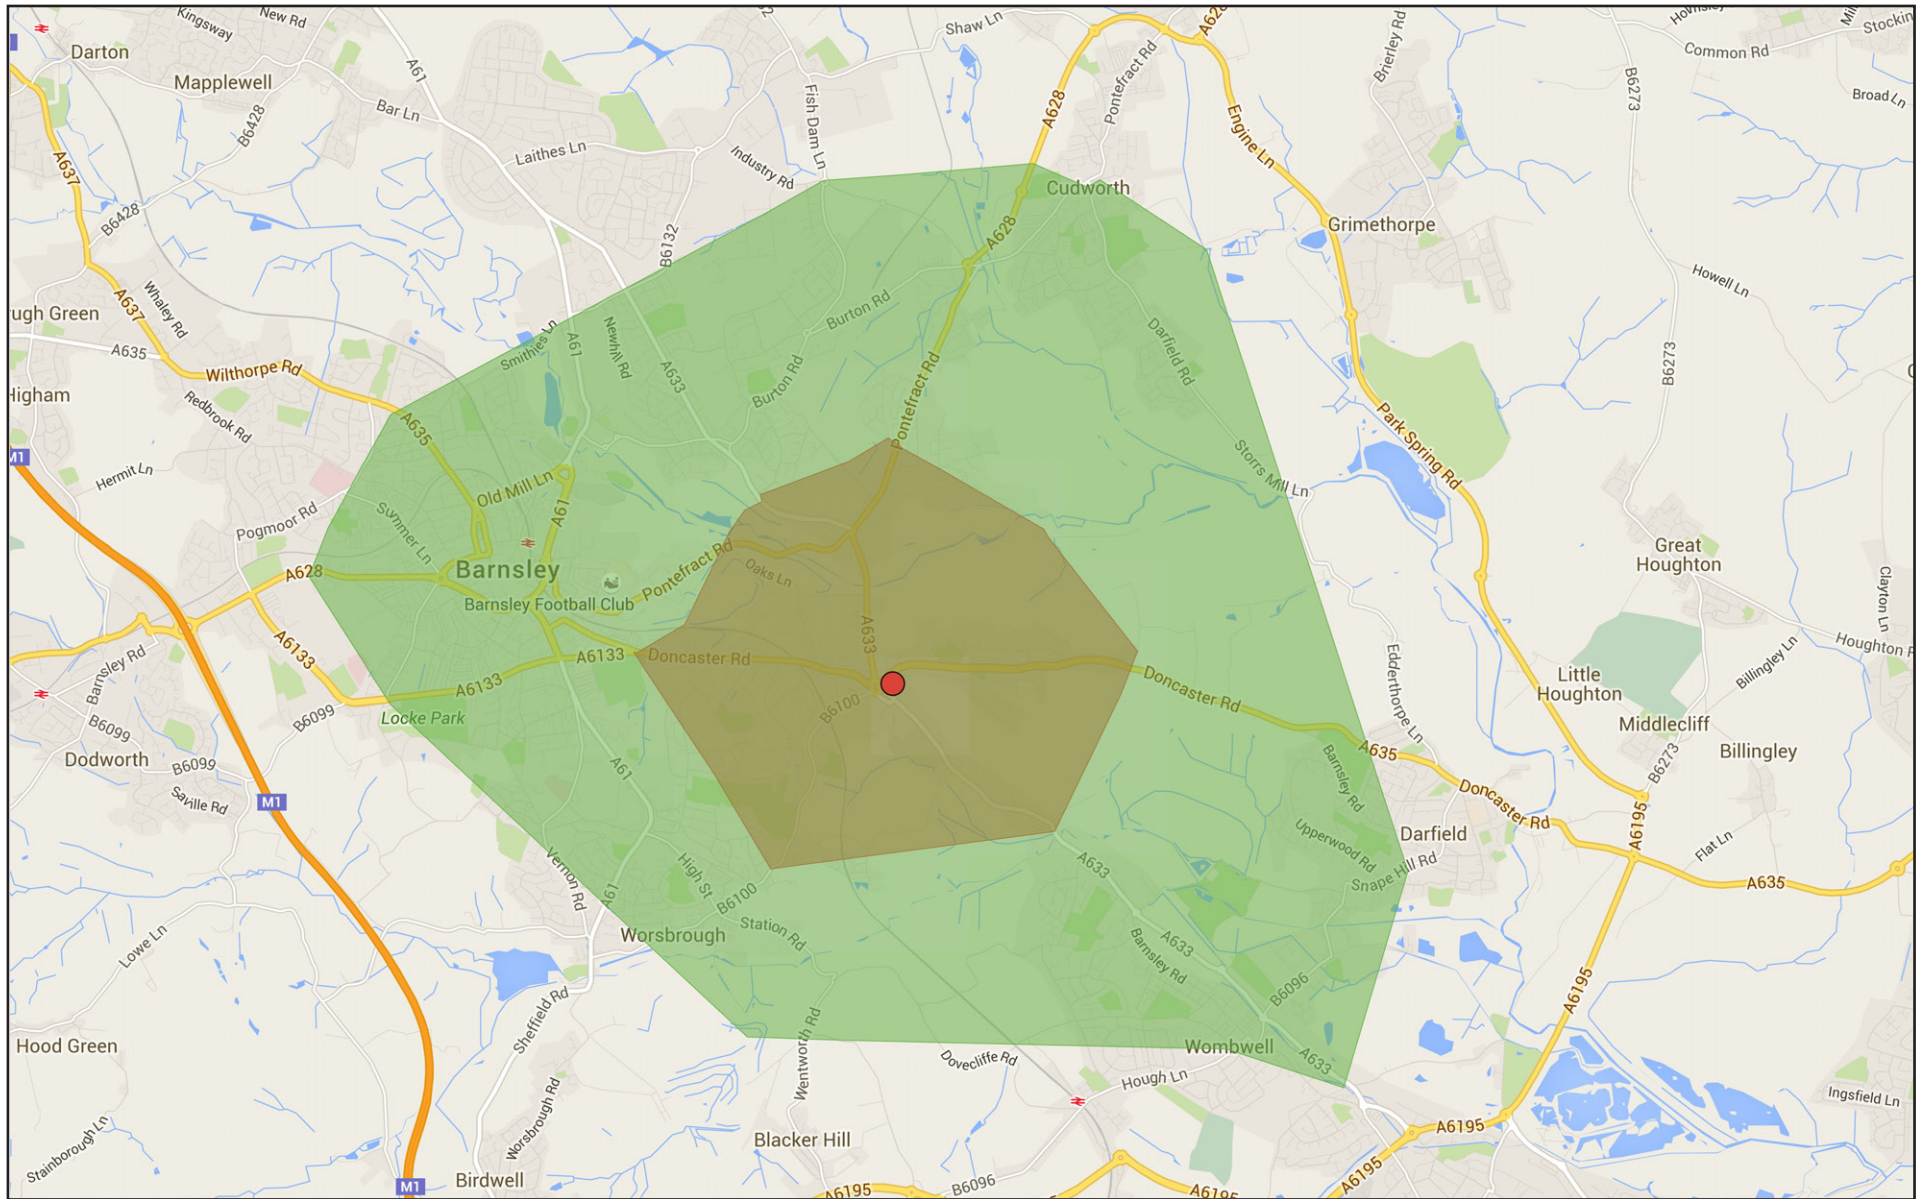 Kingsway
New Rd
Shaw Ln
A628
Common Rd
Darton
Mapplewell
A61
Bar Ln
B6428
Fish Dam Ln
Pontefract Rd
A628
Brierley Rd
B6273
Broad Ln
Engine Ln
Laithes Ln
Industry Rd
A637
B6428
Cudworth
Grimethorpe
B6132
A628
Howell Ln
A637
Whaley Rd
ugh Green
A635
Wilthorpe Rd
Smithies Ln
A61
Newhill Rd
A633
Burton Rd
Burton Rd
Pontefract Rd
Darfield Rd
B6273
Higham
Redbrook Rd
A635
Park Spring Rd
M1
Hermit Ln
Old Mill Ln
A61
Storrs Mill Ln
Pogmoor Rd
Summer Ln
Great
Houghton
A628
Barnsley
Barnsley Football Club
Pontefract Rd
Oaks Ln
Clayton Ln
A6133
A6133
Doncaster Rd
A633
Houghton R
Barnsley Rd
A6133
B6100
Doncaster Rd
Edderthorpe Ln
Little
Houghton
Billingley Ln
B6099
B6099
Locke Park
Middlecliff
Billingley
Dodworth
B6099
Saville Rd
M1
A61
A635
Barnsley Rd
B6273
Doncaster Rd
A6195
Darfield
Upperwood Rd
Snape Hill Rd
Flat Ln
A635
Vernon Rd
A61
High St
B6100
A633
Station Rd
Worsbrough
Lowe Ln
A633
Barnsley Rd
B6096
A6195
Sheffield Rd
Wentworth Rd
Dovecliffe Rd
Wombwell
A633
Hood Green
Hough Ln
Worsbrough Rd
Stainborough Ln
Blacker Hill
Birdwell
M1
A6195
B6096
A6195
A6195
A6195
Ingsfield Ln